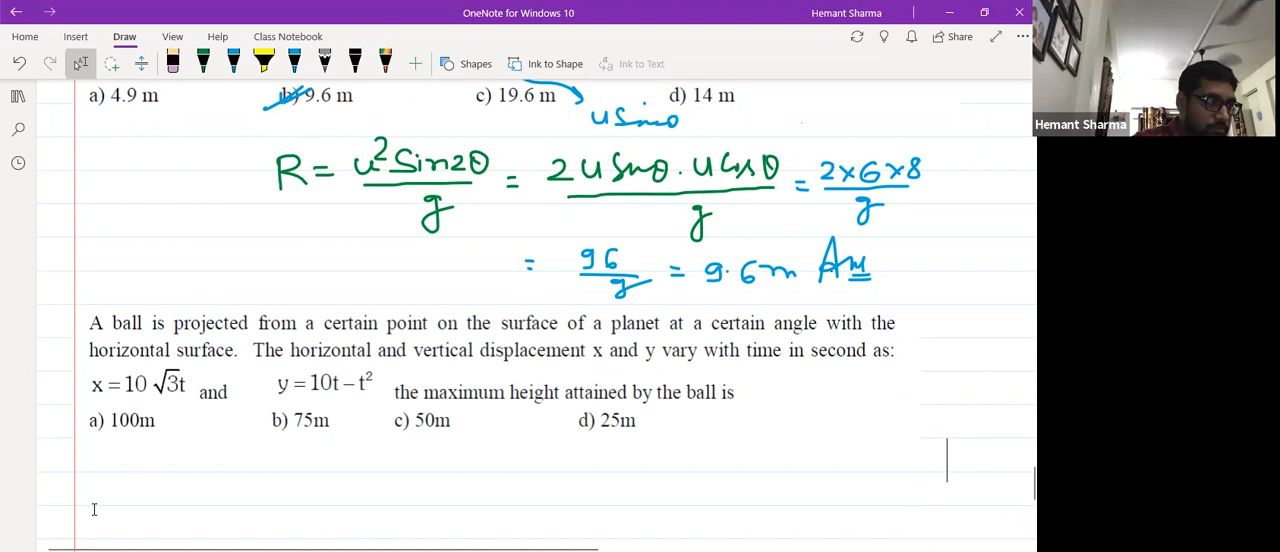 OneNote for Windows 10
Hemant Sharma
Home Insert Draw View Help Class Notebook
Share
Shapes Ink to Shape Ink to Text
a) 4.9 m b) 9.6 m c) 19.6 m d) 14 m
u sinθ
Hemant Sharma
R = u² Sin2θ / g = 2 u Sinθ . u Cosθ / g = 2×6×8 / g
= 96 / g = 9.6m Ans
A ball is projected from a certain point on the surface of a planet at a certain angle with the
horizontal surface. The horizontal and vertical displacement x and y vary with time in second as:
x = 10 √3t and y = 10t – t² the maximum height attained by the ball is
a) 100m b) 75m c) 50m d) 25m